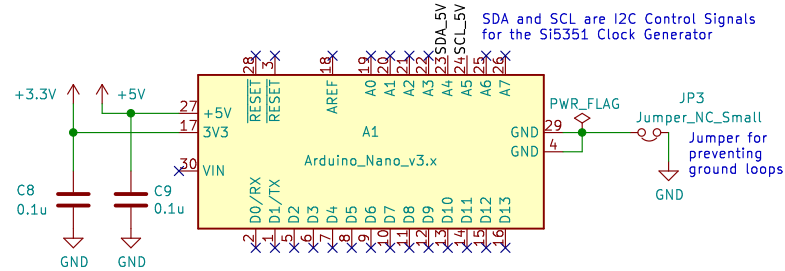 SDA and SCL are I2C Control Signals
for the Si5351 Clock Generator
SDA_5V
SCL_5V
28
3
18
19
20
21
22
23
24
25
26
RESET
RESET
AREF
A0
A1
A2
A3
A4
A5
A6
A7
+3.3V
+5V
27
+5V
17
3V3
30
VIN
A1
Arduino_Nano_v3.x
GND
29
GND
4
PWR_FLAG
JP3
Jumper_NC_Small
Jumper for
preventing
ground loops
GND
C8
0.1u
C9
0.1u
GND
GND
D0/RX
D1/TX
D2
D3
D4
D5
D6
D7
D8
D9
D10
D11
D12
D13
2
1
5
6
7
8
9
10
11
12
13
14
15
16